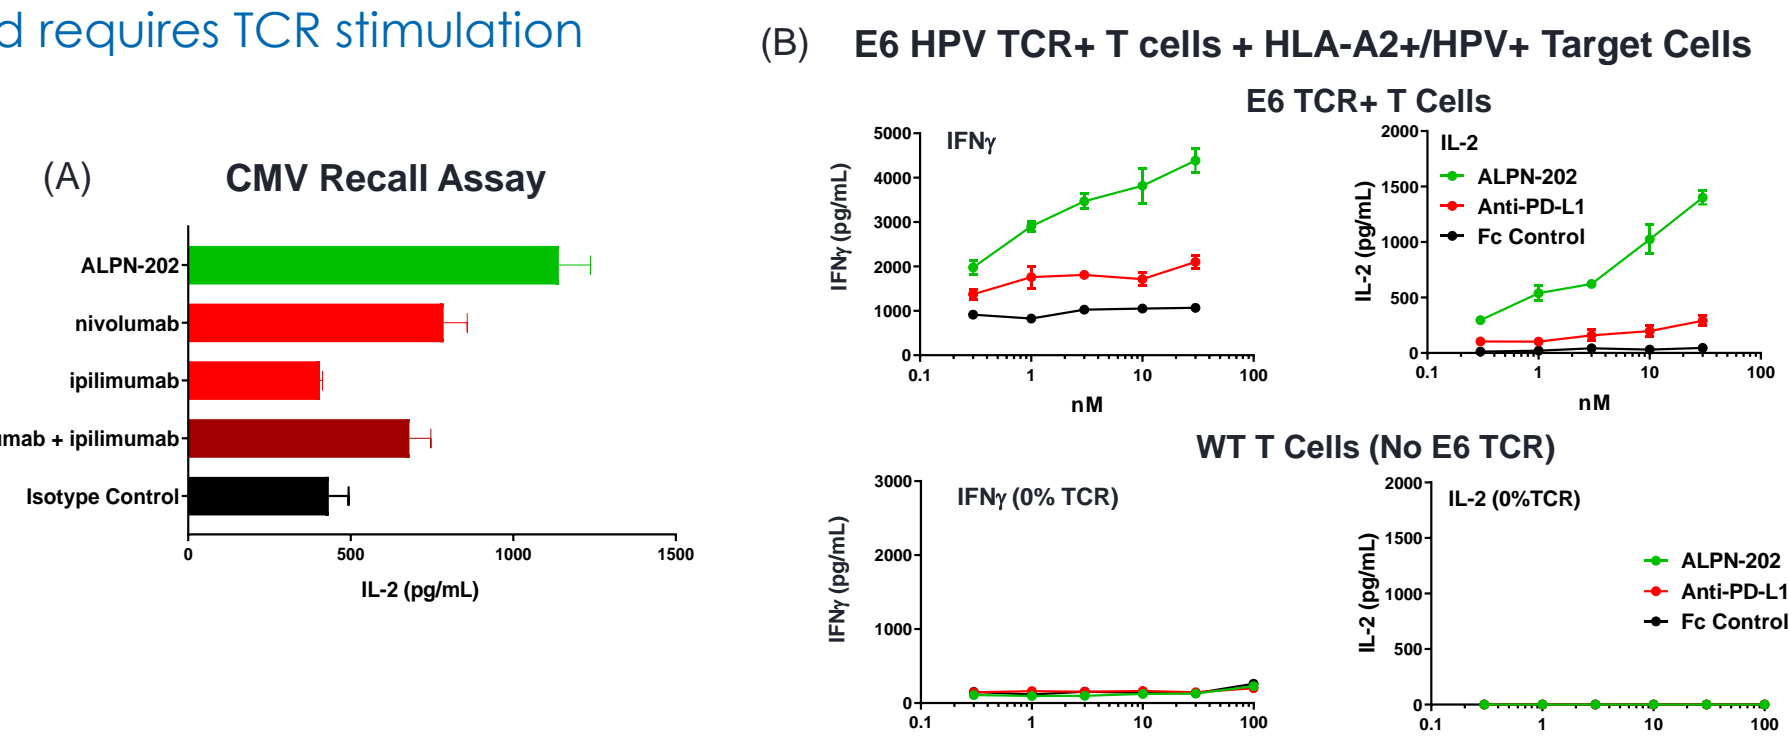 d requires TCR stimulation
(A)
CMV Recall Assay
ALPN-202
nivolumab
ipilimumab
+ ipilimumab
Isotype Control
0 500 1000 1500
IL-2 (pg/mL)
(B)
E6 HPV TCR+ T cells + HLA-A2+/HPV+ Target Cells
E6 TCR+ T Cells
IFNγ
IFNγ (pg/mL)
5000
4000
3000
2000
1000
0
0.1 1 10 100
nM
IL-2
ALPN-202
Anti-PD-L1
Fc Control
IL-2 (pg/mL)
2000
1500
1000
500
0
0.1 1 10 100
nM
WT T Cells (No E6 TCR)
IFNγ (0% TCR)
IFNγ (pg/mL)
3000
2000
1000
0
0.1 1 10 100
IL-2 (0%TCR)
IL-2 (pg/mL)
2000
1500
1000
500
0
0.1 1 10 100
ALPN-202
Anti-PD-L1
Fc Control